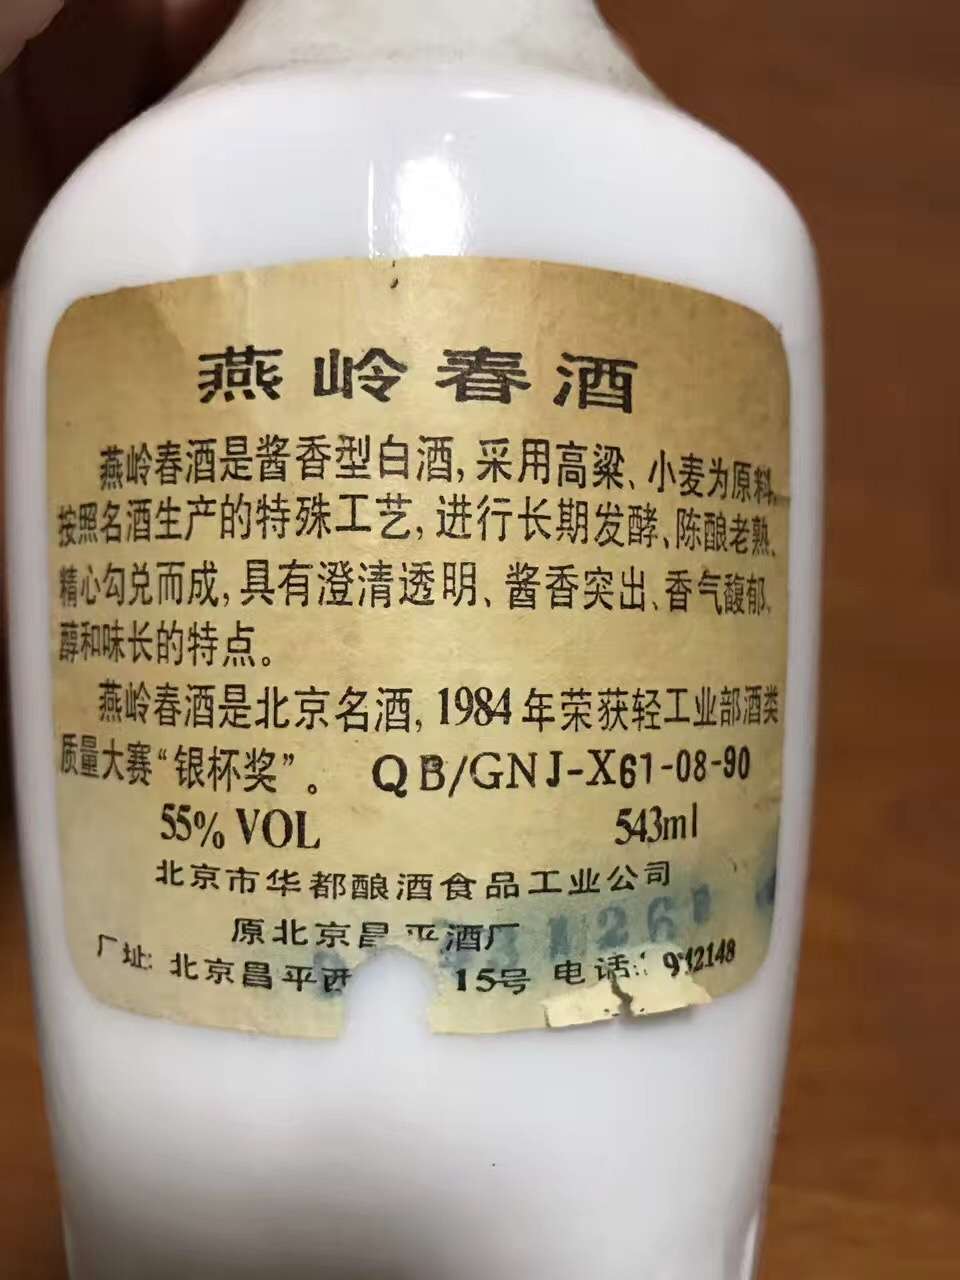 燕岭春酒
燕岭春酒是酱香型白酒,采用高粱、小麦为原料,
按照名酒生产的特殊工艺,进行长期发酵、陈酿老熟、
精心勾兑而成,具有澄清透明、酱香突出、香气馥郁、
醇和味长的特点。
燕岭春酒是北京名酒,1984年荣获轻工业部酒类
质量大赛“银杯奖”。QB/GNJ-X61-08-90
55% VOL 543ml
北京市华都酿酒食品工业公司
原北京昌平酒厂
厂址: 北京昌平西 15号 电话: 2148